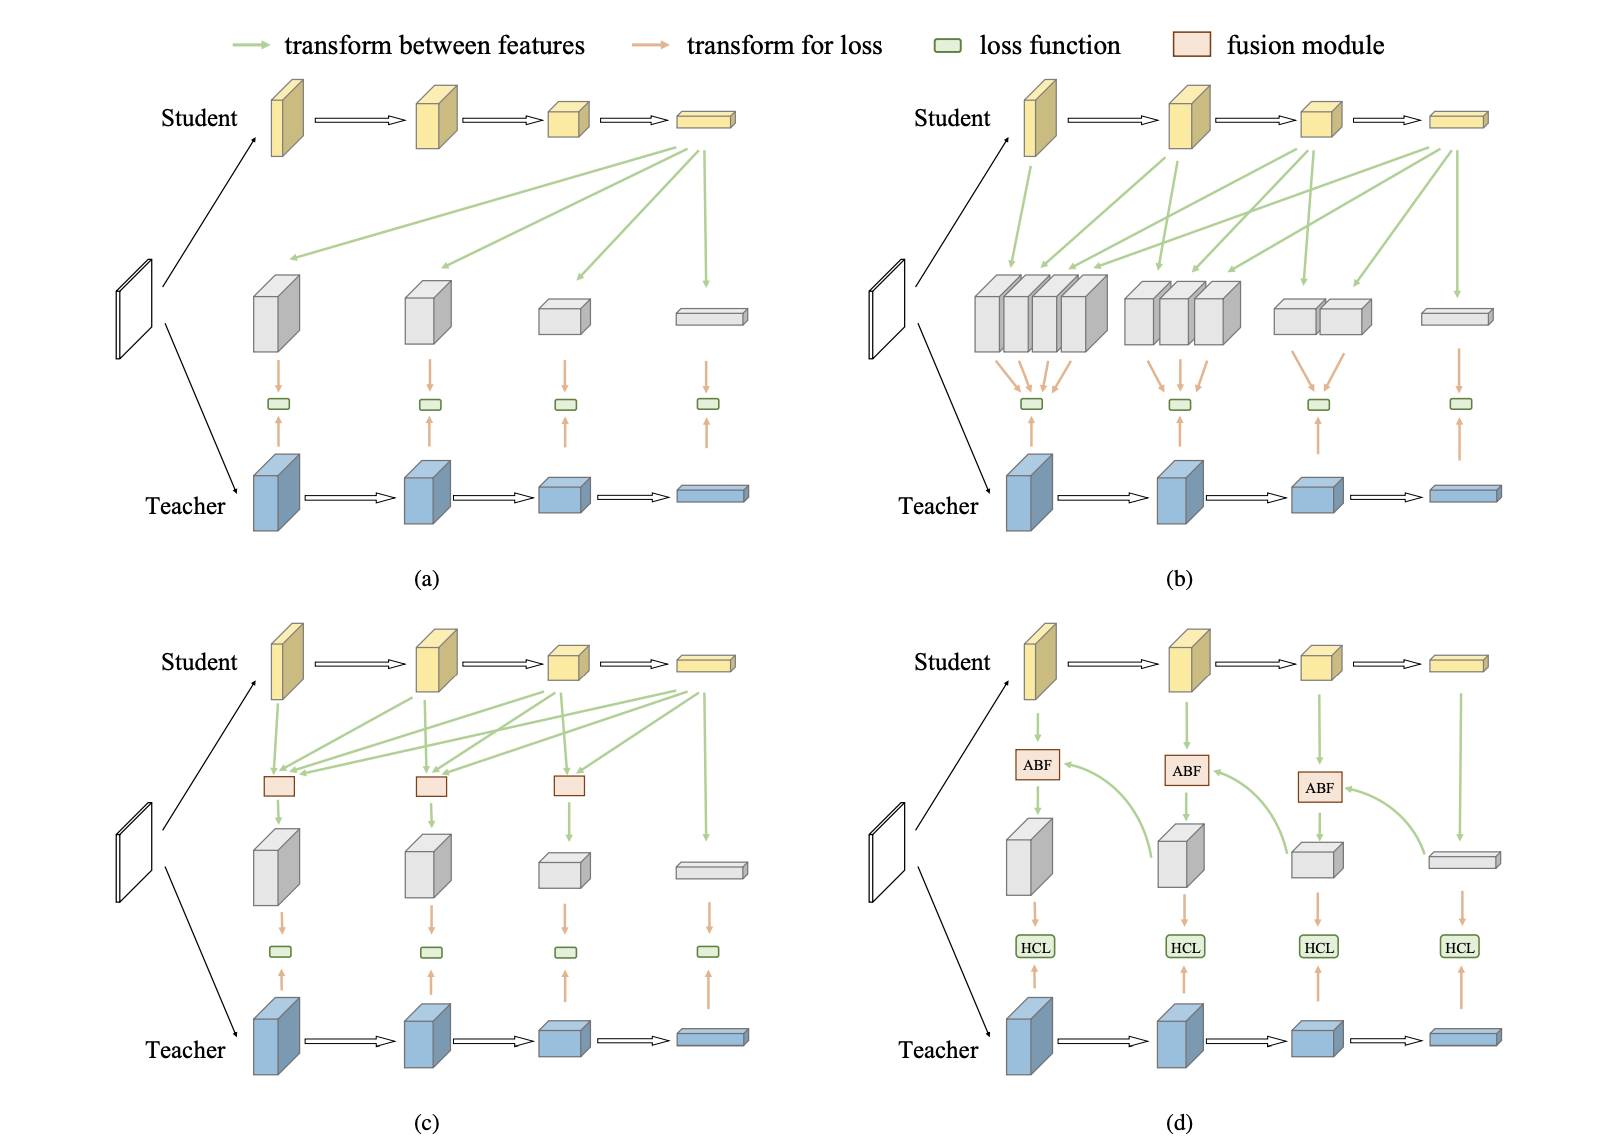 transform between features transform for loss loss function fusion module
Student
Student
Teacher
Teacher
(a)
(b)
Student
Student
ABF
ABF
ABF
HCL
HCL
HCL
HCL
Teacher
Teacher
(c)
(d)